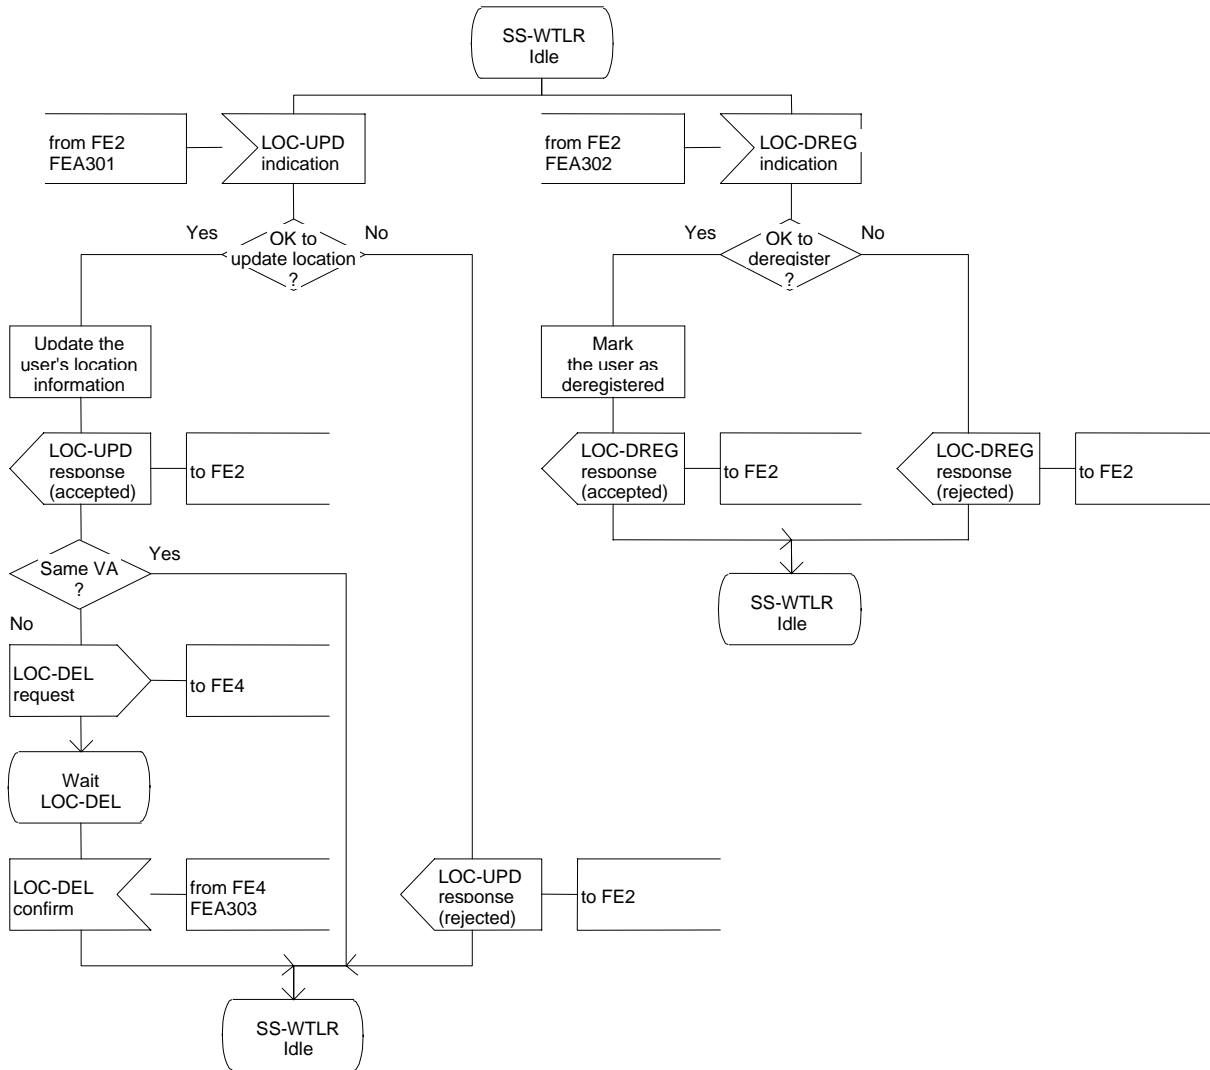 SS-WTLR
Idle
from FE2
FEA301
LOC-UPD
indication
from FE2
FEA302
LOC-DREG
indication
Yes
OK to
update location
?
No
Yes
OK to
deregister
?
No
Update the
user's location
information
Mark
the user as
deregistered
LOC-UPD
response
(accepted)
to FE2
LOC-DREG
response
(accepted)
to FE2
LOC-DREG
response
(rejected)
to FE2
Same VA
?
Yes
No
SS-WTLR
Idle
LOC-DEL
request
to FE4
Wait
LOC-DEL
LOC-DEL
confirm
from FE4
FEA303
LOC-UPD
response
(rejected)
to FE2
SS-WTLR
Idle